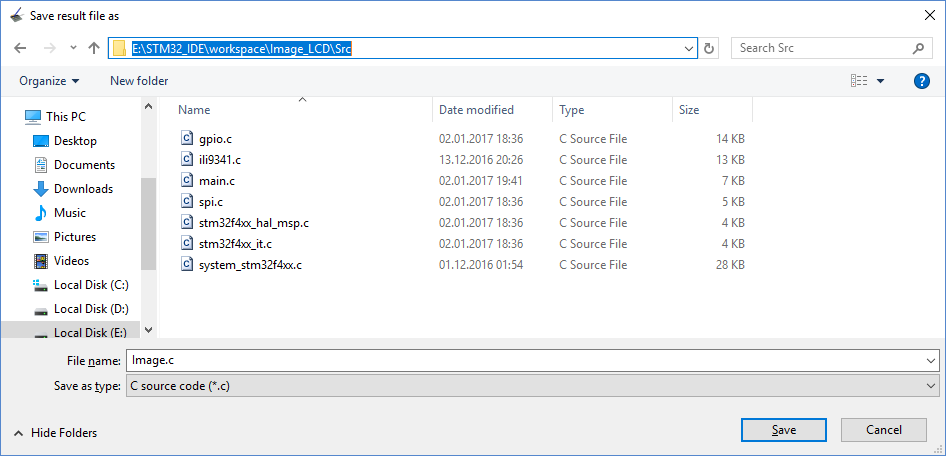 Save result file as
E:\STM32_IDE\workspace\Image_LCD\Src
Search Src
Organize
New folder
?
This PC
Desktop
Documents
Downloads
Music
Pictures
Videos
Local Disk (C:)
Local Disk (D:)
Local Disk (E:)
Name Date modified Type Size
gpio.c 02.01.2017 18:36 C Source File 14 KB
ili9341.c 13.12.2016 20:26 C Source File 13 KB
main.c 02.01.2017 19:41 C Source File 7 KB
spi.c 02.01.2017 18:36 C Source File 5 KB
stm32f4xx_hal_msp.c 02.01.2017 18:36 C Source File 4 KB
stm32f4xx_it.c 02.01.2017 18:36 C Source File 4 KB
system_stm32f4xx.c 01.12.2016 01:54 C Source File 28 KB
File name: Image.c
Save as type: C source code (*.c)
Hide Folders
Save
Cancel